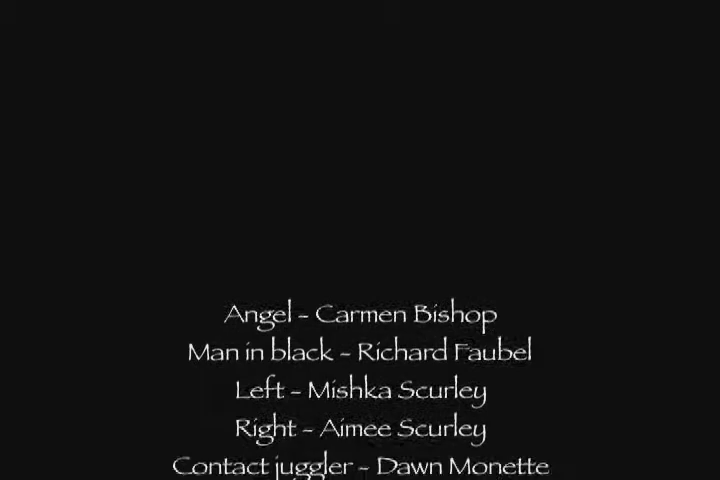 Angel - Carmen Bishop
Man in black - Richard Faubel
Left - Mishka Scurley
Right - Aimee Scurley
Contact juggler - Dawn Monette